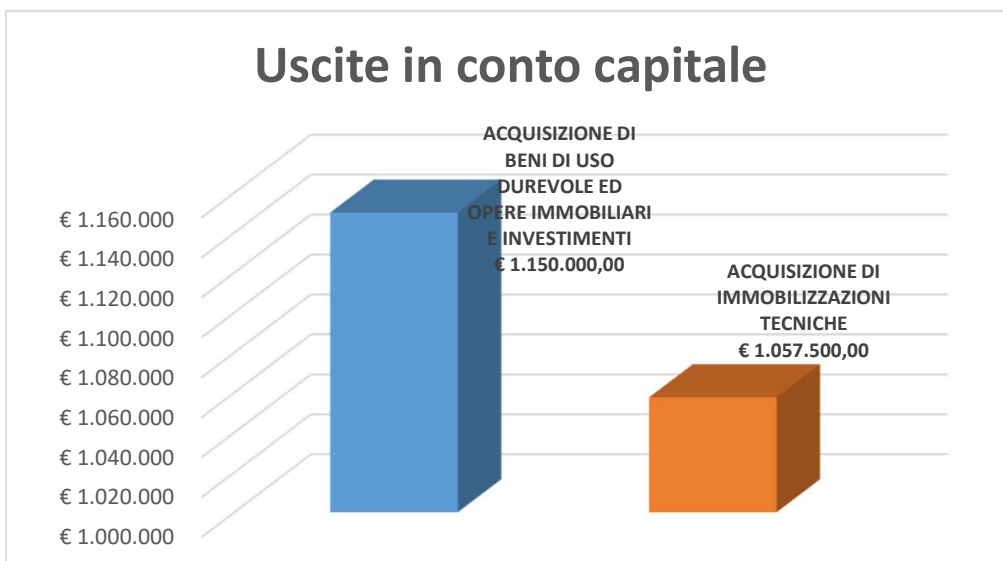 Uscite in conto capitale
ACQUISIZIONE DI
BENI DI USO
DUREVOLE ED
OPERE IMMOBILIARI
E INVESTIMENTI
€ 1.150.000,00
ACQUISIZIONE DI
IMMOBILIZZAZIONI
TECNICHE
€ 1.057.500,00
€ 1.160.000
€ 1.140.000
€ 1.120.000
€ 1.100.000
€ 1.080.000
€ 1.060.000
€ 1.040.000
€ 1.020.000
€ 1.000.000